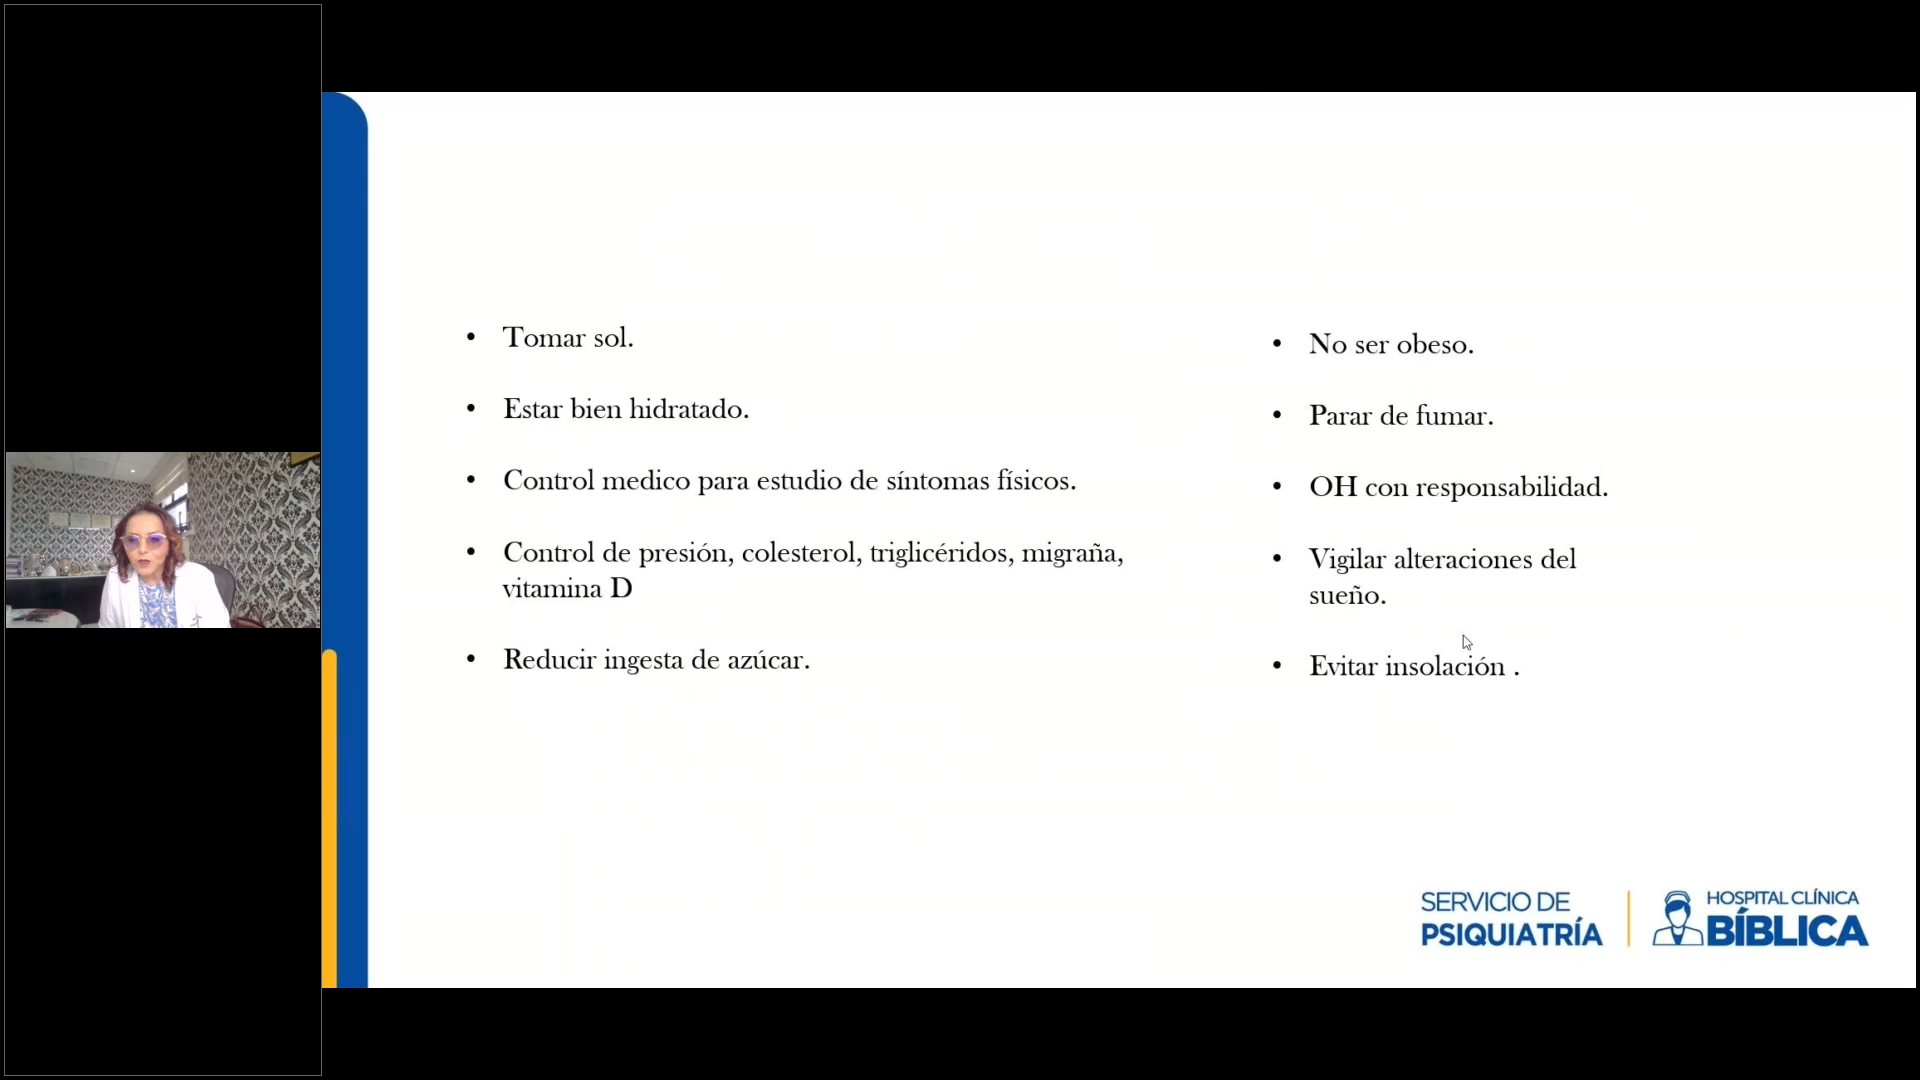 • Tomar sol.
• Estar bien hidratado.
• Control medico para estudio de síntomas físicos.
• Control de presión, colesterol, triglicéridos, migraña,
vitamina D
• Reducir ingesta de azúcar.
• No ser obeso.
• Parar de fumar.
• OH con responsabilidad.
• Vigilar alteraciones del
sueño.
• Evitar insolación .
SERVICIO DE
PSIQUIATRÍA
HOSPITAL CLÍNICA
BÍBLICA